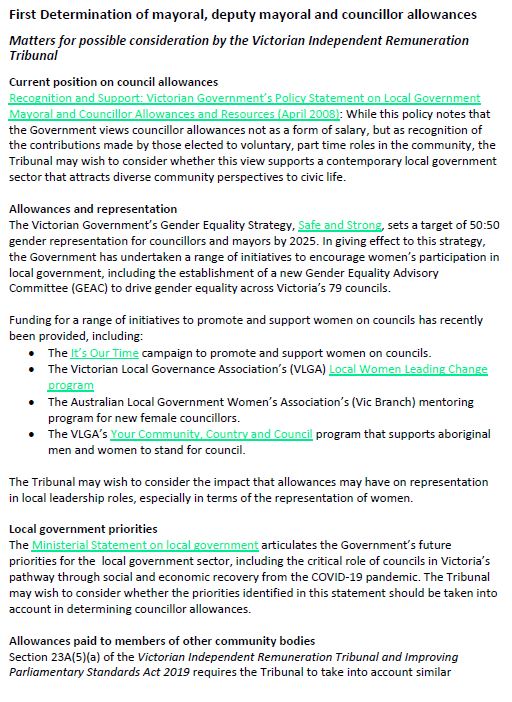 First Determination of mayoral, deputy mayoral and councillor allowances
Matters for possible consideration by the Victorian Independent Remuneration
Tribunal
Current position on council allowances
Recognition and Support: Victorian Government's Policy Statement on Local Government
Mayoral and Councillor Allowances and Resources (April 2008): While this policy notes that
the Government views councillor allowances not as a form of salary, but as recognition of
the contributions made by those elected to voluntary, part time roles in the community, the
Tribunal may wish to consider whether this view supports a contemporary local government
sector that attracts diverse community perspectives to civic life.
Allowances and representation
The Victorian Government's Gender Equality Strategy, Safe and Strong, sets a target of 50:50
gender representation for councillors and mayors by 2025. In giving effect to this strategy,
the Government has undertaken a range of initiatives to encourage women's participation in
local government, including the establishment of a new Gender Equality Advisory
Committee (GEAC) to drive gender equality across Victoria's 79 councils.
Funding for a range of initiatives to promote and support women on councils has recently
been provided, including:
• The It's Our Time campaign to promote and support women on councils.
• The Victorian Local Governance Association's (VLGA) Local Women Leading Change
program
• The Australian Local Government Women's Association's (Vic Branch) mentoring
program for new female councillors.
• The VLGA's Your Community, Country and Council program that supports aboriginal
men and women to stand for council.
The Tribunal may wish to consider the impact that allowances may have on representation
in local leadership roles, especially in terms of the representation of women.
Local government priorities
The Ministerial Statement on local government articulates the Government's future
priorities for the local government sector, including the critical role of councils in Victoria's
pathway through social and economic recovery from the COVID-19 pandemic. The Tribunal
may wish to consider whether the priorities identified in this statement should be taken into
account in determining councillor allowances.
Allowances paid to members of other community bodies
Section 23A(5)(a) of the Victorian Independent Remuneration Tribunal and Improving
Parliamentary Standards Act 2019 requires the Tribunal to take into account similar